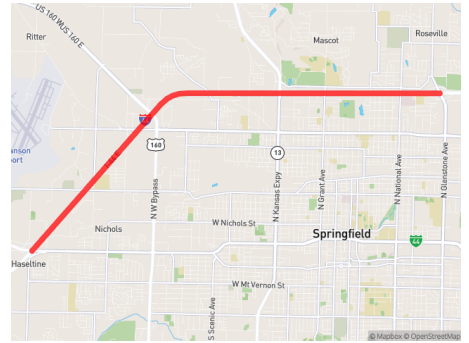 US 160 W
US 160 E
Ritter
Mascot
Roseville
anson
port
160
13
N W Bypass
N Kansas Expy
N Grant Ave
N National Ave
N Glenstone Ave
Nichols
W Nichols St
Springfield
44
Haseltine
W Mt Vernon St
S Scenic Ave
© Mapbox © OpenStreetMap